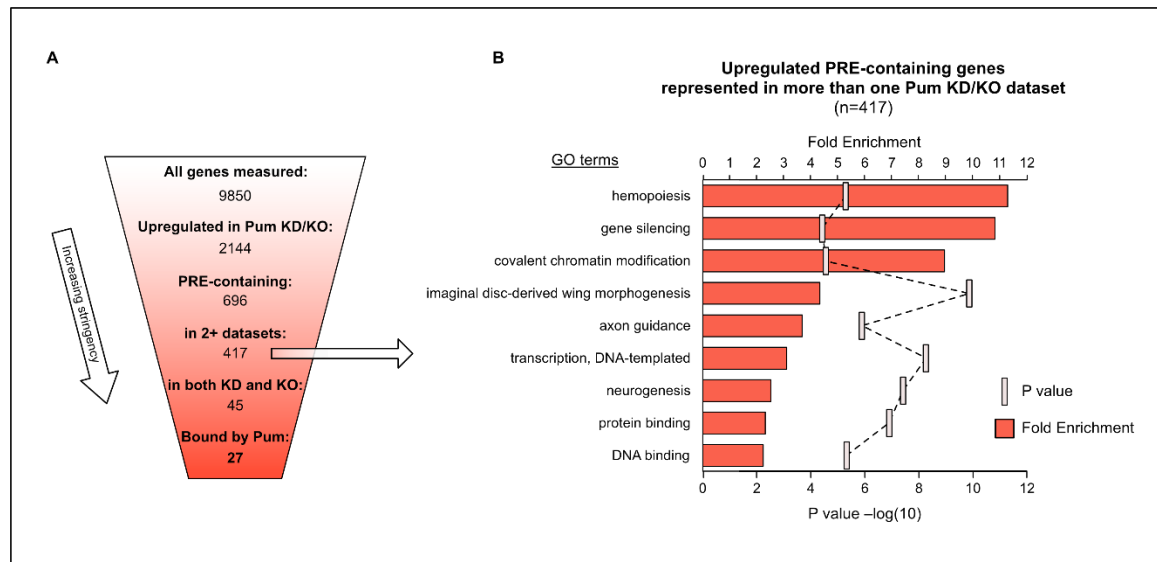 A
All genes measured:
9850
Upregulated in Pum KD/KO:
2144
PRE-containing:
696
in 2+ datasets:
417
in both KD and KO:
45
Bound by Pum:
27
Increasing stringency
B
Upregulated PRE-containing genes
represented in more than one Pum KD/KO dataset
(n=417)
Fold Enrichment
GO terms
0 1 2 3 4 5 6 7 8 9 10 11 12
hemopoiesis
gene silencing
covalent chromatin modification
imaginal disc-derived wing morphogenesis
axon guidance
transcription, DNA-templated
neurogenesis
protein binding
DNA binding
P value
Fold Enrichment
0 2 4 6 8 10 12
P value –log(10)